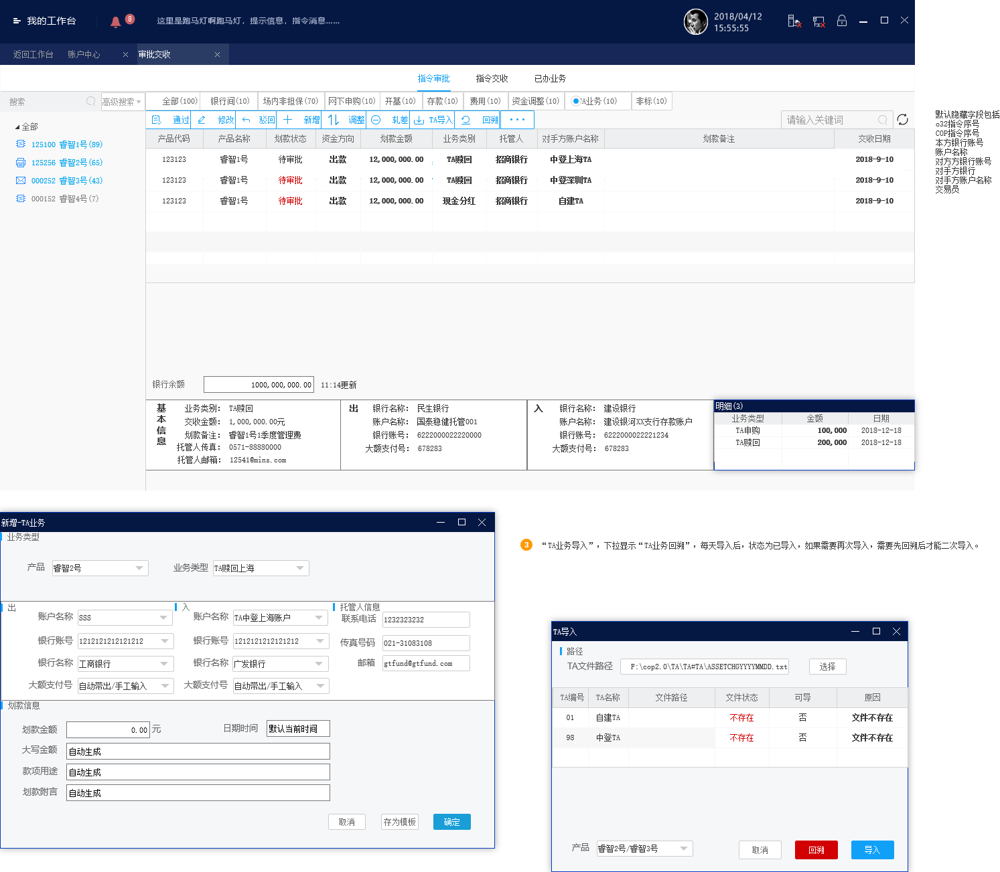 我的工作台
8
这里是跑马灯啊跑马灯，提示信息，指令消息......
2018/04/12
15:55:55
返回工作台 账户中心 审批交收
指令审批 指令交收 已办业务
搜索 高级搜索
全部(100) 银行间(10) 场内非担保(70) 网下申购(10) 开基(10) 存款(10) 费用(10) 资金调整(10) TA业务(10) 非标(10)
通过 修改 驳回 新增 调整 轧差 TA导入 回溯 ···
请输入关键词
全部
125100 睿智1号(89)
125256 睿智2号(65)
000252 睿智3号(43)
000152 睿智4号(7)
产品代码 产品名称 划款状态 资金方向 划款金额 业务类别 托管人 对手方账户名称 划款备注 交收日期
123123 睿智1号 待审批 出款 12,000,000.00 TA赎回 招商银行 中登上海TA 2018-9-10
123123 睿智1号 待审批 出款 12,000,000.00 TA赎回 招商银行 中登深圳TA 2018-9-10
123123 睿智1号 待审批 出款 12,000,000.00 现金分红 招商银行 自建TA 2018-9-10
默认隐藏字段包括
o32指令序号
COP指令序号
本方银行账号
账户名称
对方方银行账号
对手方银行
对手方账户名称
交易员
银行余额 1000,000,000.00 11:14更新
基本信息
业务类别： TA赎回
交收金额： 1,000,000.00元
划款备注： 睿智1号1季度管理费
托管人传真： 0571-88880000
托管人邮箱： 12541@mins.com
出
银行名称： 民生银行
账户名称： 国泰稳健托管001
银行账号： 6222000022220000
大额支付号： 678283
入
银行名称： 建设银行
账户名称： 建设银河XX支行存款账户
银行账号： 6222000022221234
大额支付号： 678283
明细(3)
业务类型 金额 日期
TA申购 100,000 2018-12-18
TA赎回 200,000 2018-12-18
新增-TA业务
业务类型
产品 睿智2号 业务类型 TA赎回上海
出
账户名称 SSS
银行账号 1212121212121212
银行名称 工商银行
大额支付号 自动带出/手工输入
入
账户名称 TA中登上海账户
银行账号 1212121212121212
银行名称 广发银行
大额支付号 自动带出/手工输入
托管人信息
联系电话 1232323232
传真号码 021-31083108
邮箱 gtfund@gtfund.com
划款信息
划款金额 0.00 元 日期时间 默认当前时间
大写金额 自动生成
款项用途 自动生成
划款附言 自动生成
取消 存为模板 确定
3 “TA业务导入”，下拉显示“TA业务回溯”，每天导入后，状态为已导入，如果需要再次导入，需要先回溯后才能二次导入。
TA导入
路径
TA文件路径 F:\cop2.0\TA\TA#TA\ASSETCHGYYYYMMDD.txt 选择
TA编号 TA名称 文件路径 文件状态 可导 原因
01 自建TA 不存在 否 文件不存在
98 中登TA 不存在 否 文件不存在
产品 睿智2号/睿智3号 取消 回溯 导入